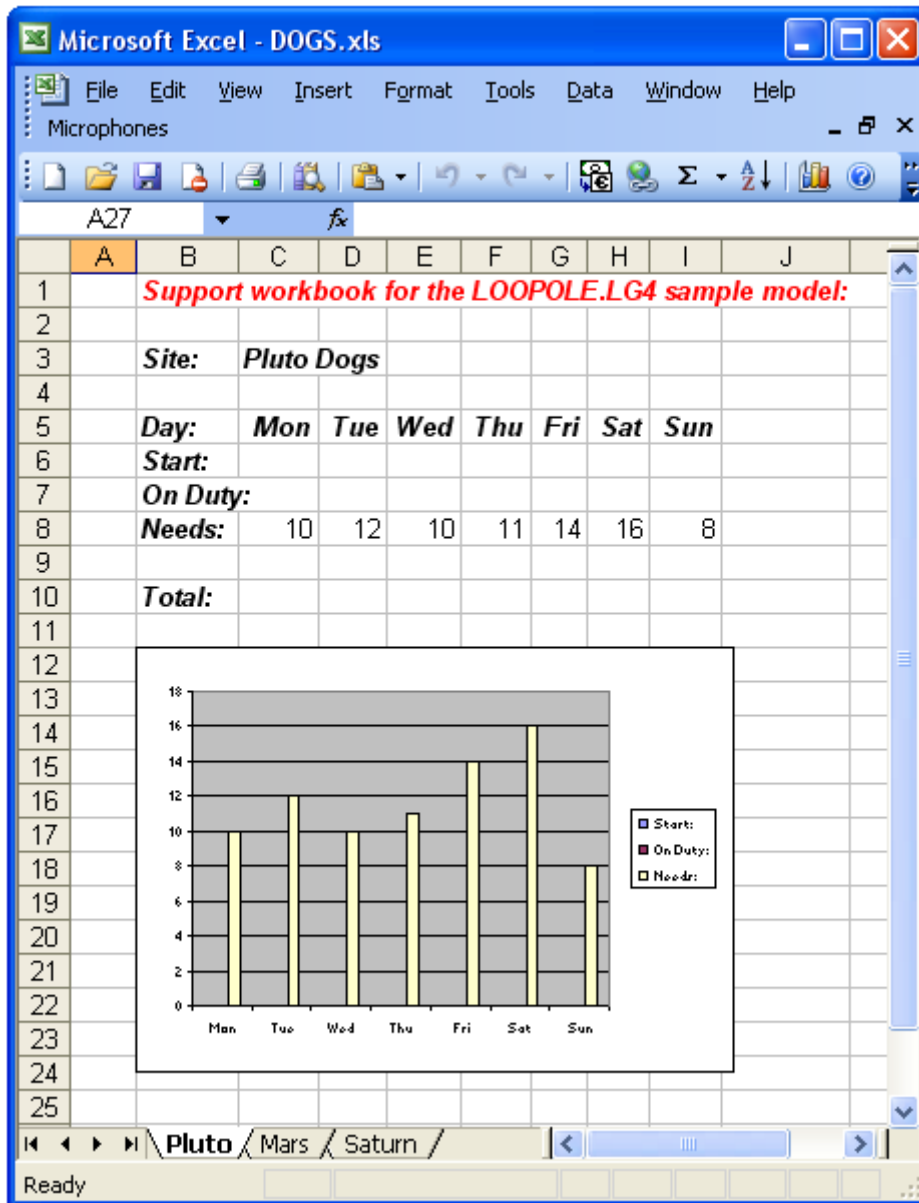 Microsoft Excel - DOGS.xls
File Edit View Insert Format Tools Data Window Help
Microphones
A27 fx
A B C D E F G H I J
1 Support workbook for the LOOPOLE.LG4 sample model:
2
3 Site: Pluto Dogs
4
5 Day: Mon Tue Wed Thu Fri Sat Sun
6 Start:
7 On Duty:
8 Needs: 10 12 10 11 14 16 8
9
10 Total:
11
12
13
14
15
16
17
18
19
20
21
22
23
24
25
18
16
14
12
10
8
6
4
2
0
Mon Tue Wed Thu Fri Sat Sun
Start:
On Duty:
Needs:
Pluto Mars Saturn
Ready